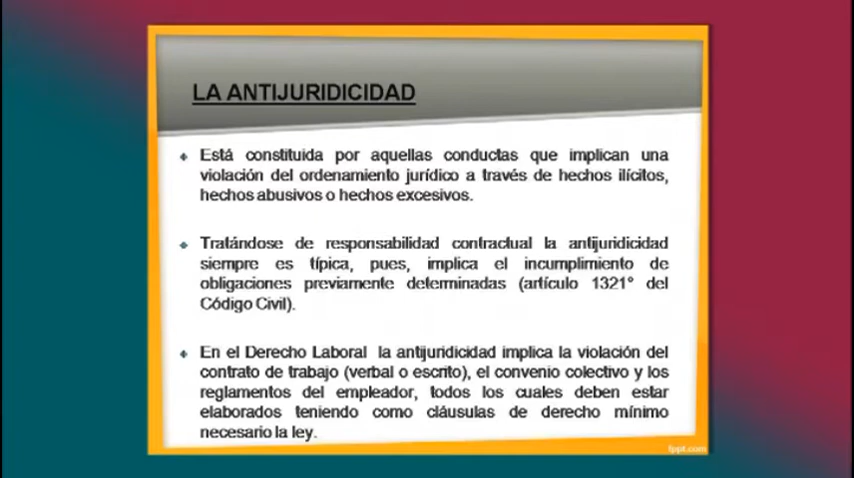 LA ANTIJURIDICIDAD
Está constituida por aquellas conductas que implican una
violación del ordenamiento jurídico a través de hechos ilícitos,
hechos abusivos o hechos excesivos.
Tratándose de responsabilidad contractual la antijuridicidad
siempre es típica, pues, implica el incumplimiento de
obligaciones previamente determinadas (artículo 1321° del
Código Civil).
En el Derecho Laboral la antijuridicidad implica la violación del
contrato de trabajo (verbal o escrito), el convenio colectivo y los
reglamentos del empleador, todos los cuales deben estar
elaborados teniendo como cláusulas de derecho mínimo
necesario la ley.
fppt.com